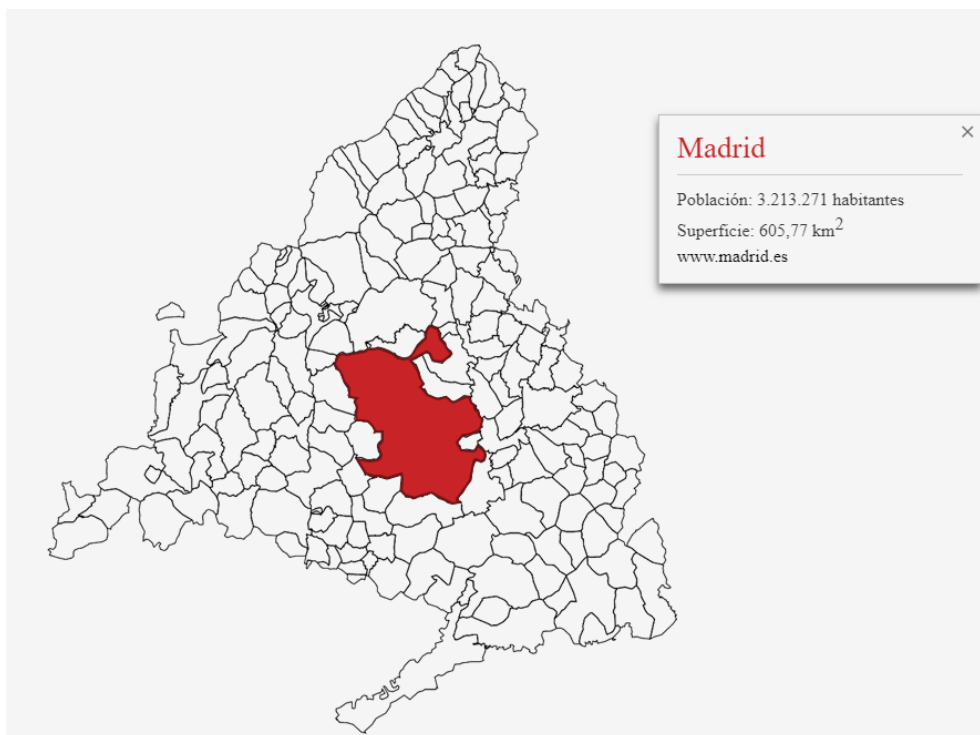 Madrid
Población: 3.213.271 habitantes
Superficie: 605,77 km²
www.madrid.es